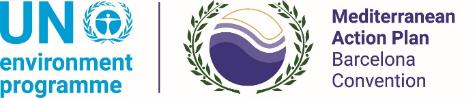 UN
environment
programme
Mediterranean
Action Plan
Barcelona
Convention